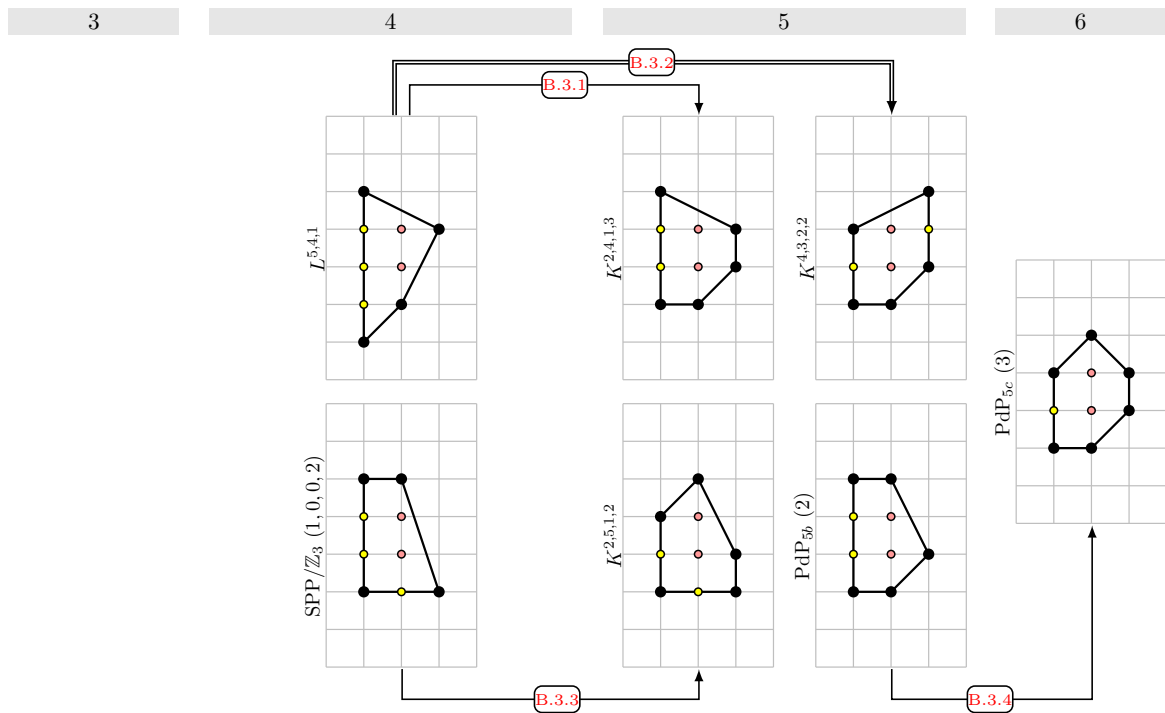 3
4
5
6
B.3.2
B.3.1
L^{5,4,1}
K^{2,4,1,3}
K^{4,3,2,2}
PdP_{5c} (3)
SPP/ℤ_3 (1, 0, 0, 2)
K^{2,5,1,2}
PdP_{5b} (2)
B.3.3
B.3.4